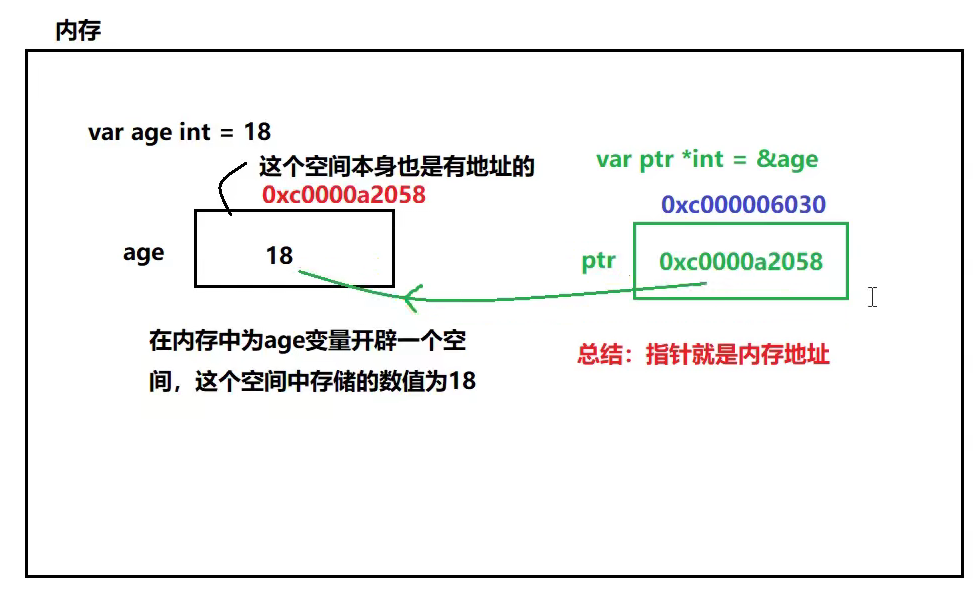 内存
var age int = 18
这个空间本身也是有地址的
0xc0000a2058
age
18
在内存中为age变量开辟一个空
间，这个空间中存储的数值为18
var ptr *int = &age
0xc000006030
ptr
0xc0000a2058
总结：指针就是内存地址